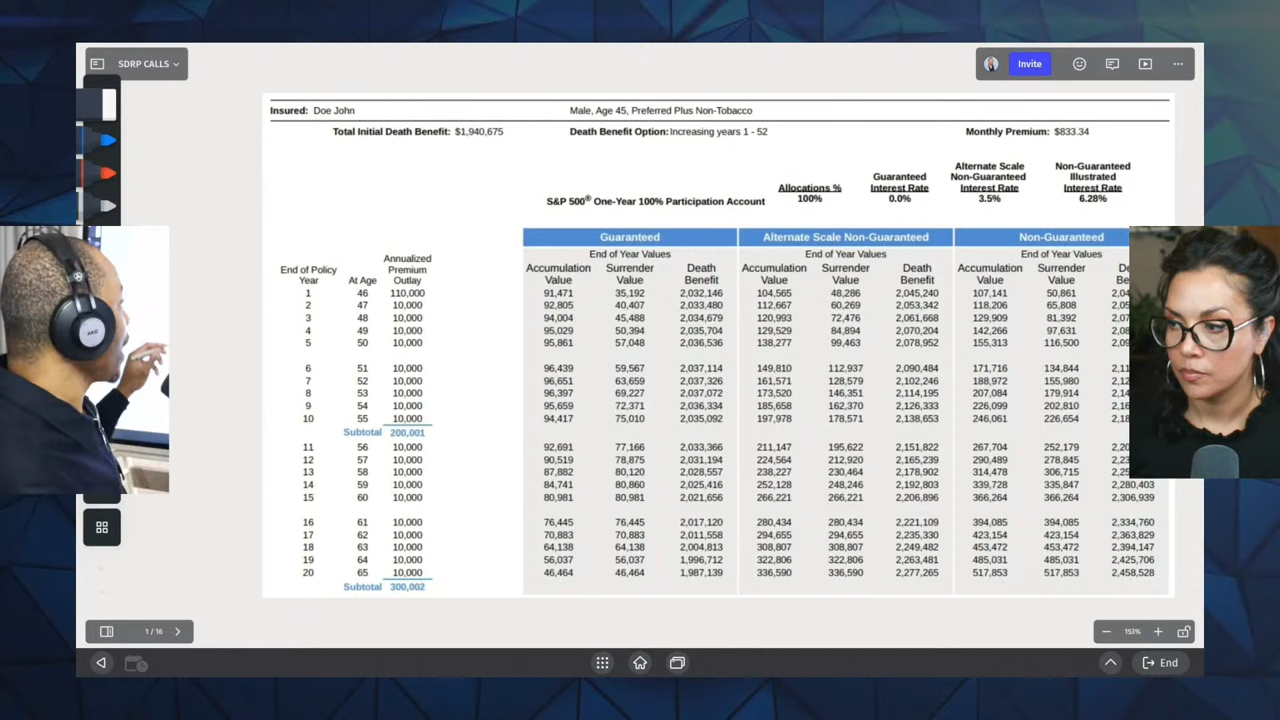 SDRP CALLS
Invite
Insured: Doe John Male, Age 45, Preferred Plus Non-Tobacco
Total Initial Death Benefit: $1,940,675 Death Benefit Option: Increasing years 1 - 52 Monthly Premium: $833.34
Allocations % Guaranteed Interest Rate Alternate Scale Non-Guaranteed Interest Rate Non-Guaranteed Illustrated Interest Rate
S&P 500® One-Year 100% Participation Account 100% 0.0% 3.5% 6.28%
Guaranteed Alternate Scale Non-Guaranteed Non-Guaranteed
End of Year Values End of Year Values End of Year Values
End of Policy Year At Age Annualized Premium Outlay Accumulation Value Surrender Value Death Benefit Accumulation Value Surrender Value Death Benefit Accumulation Value Surrender Value
1 46 110,000 91,471 35,192 2,032,146 104,565 48,286 2,045,240 107,141 50,861
2 47 10,000 92,805 40,407 2,033,480 112,667 60,269 2,053,342 118,206 65,808
3 48 10,000 94,004 45,488 2,034,679 120,993 72,476 2,061,668 129,909 81,392
4 49 10,000 95,029 50,394 2,035,704 129,529 84,894 2,070,204 142,266 97,631
5 50 10,000 95,861 57,048 2,036,536 138,277 99,463 2,078,952 155,313 116,500
6 51 10,000 96,439 59,567 2,037,114 149,810 112,937 2,090,484 171,716 134,844
7 52 10,000 96,651 63,659 2,037,326 161,571 128,579 2,102,246 188,972 155,980
8 53 10,000 96,397 69,227 2,037,072 173,520 146,351 2,114,195 207,084 179,914
9 54 10,000 95,659 72,371 2,036,334 185,658 162,370 2,126,333 226,099 202,810
10 55 10,000 94,417 75,010 2,035,092 197,978 178,571 2,138,653 246,061 226,654
Subtotal 200,001
11 56 10,000 92,691 77,166 2,033,366 211,147 195,622 2,151,822 267,704 252,179
12 57 10,000 90,519 78,875 2,031,194 224,564 212,920 2,165,239 290,489 278,845
13 58 10,000 87,882 80,120 2,028,557 238,227 230,464 2,178,902 314,478 306,715
14 59 10,000 84,741 80,860 2,025,416 252,128 248,246 2,192,803 339,728 335,847 2,280,403
15 60 10,000 80,981 80,981 2,021,656 266,221 266,221 2,206,896 366,264 366,264 2,306,939
16 61 10,000 76,445 76,445 2,017,120 280,434 280,434 2,221,109 394,085 394,085 2,334,760
17 62 10,000 70,883 70,883 2,011,558 294,655 294,655 2,235,330 423,154 423,154 2,363,829
18 63 10,000 64,138 64,138 2,004,813 308,807 308,807 2,249,482 453,472 453,472 2,394,147
19 64 10,000 56,037 56,037 1,996,712 322,806 322,806 2,263,481 485,031 485,031 2,425,706
20 65 10,000 46,464 46,464 1,987,139 336,590 336,590 2,277,265 517,853 517,853 2,458,528
Subtotal 300,002
1 / 16
153%
End